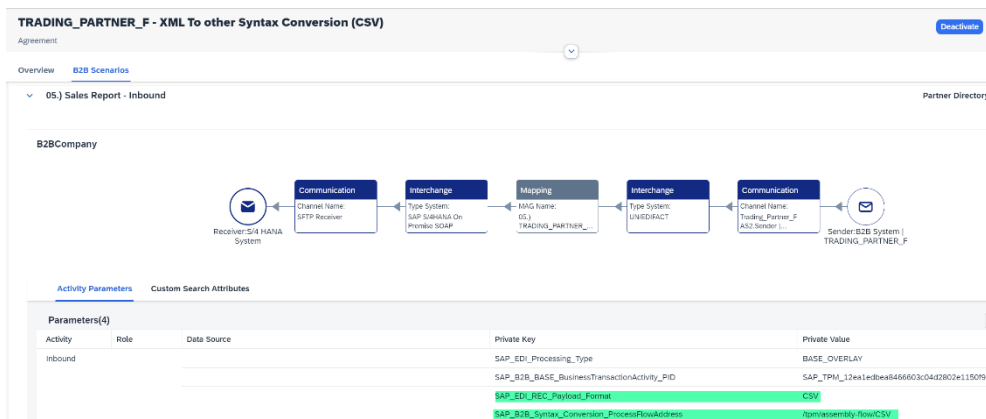 TRADING_PARTNER_F - XML To other Syntax Conversion (CSV)
Deactivate
Agreement
Overview B2B Scenarios
05.) Sales Report - Inbound Partner Directory
B2BCompany
Communication Interchange Mapping Interchange Communication
Channel Name: Type System: MAG Name: Type System: Channel Name:
SFTP Receiver SAP S/4HANA On 05.) UN/EDIFACT Trading_Partner_F
Promise SOAP TRADING_PARTNER_... AS2.Sender |...
Receiver:S/4 HANA Sender:B2B System |
System TRADING_PARTNER_F
Activity Parameters Custom Search Attributes
Parameters(4)
Activity Role Data Source Private Key Private Value
Inbound SAP_EDI_Processing_Type BASE_OVERLAY
SAP_B2B_BASE_BusinessTransactionActivity_PID SAP_TPM_12ea1edbea8466603c04d2802e1150f9
SAP_EDI_REC_Payload_Format CSV
SAP_B2B_Syntax_Conversion_ProcessFlowAddress /tpm/assembly-flow/CSV